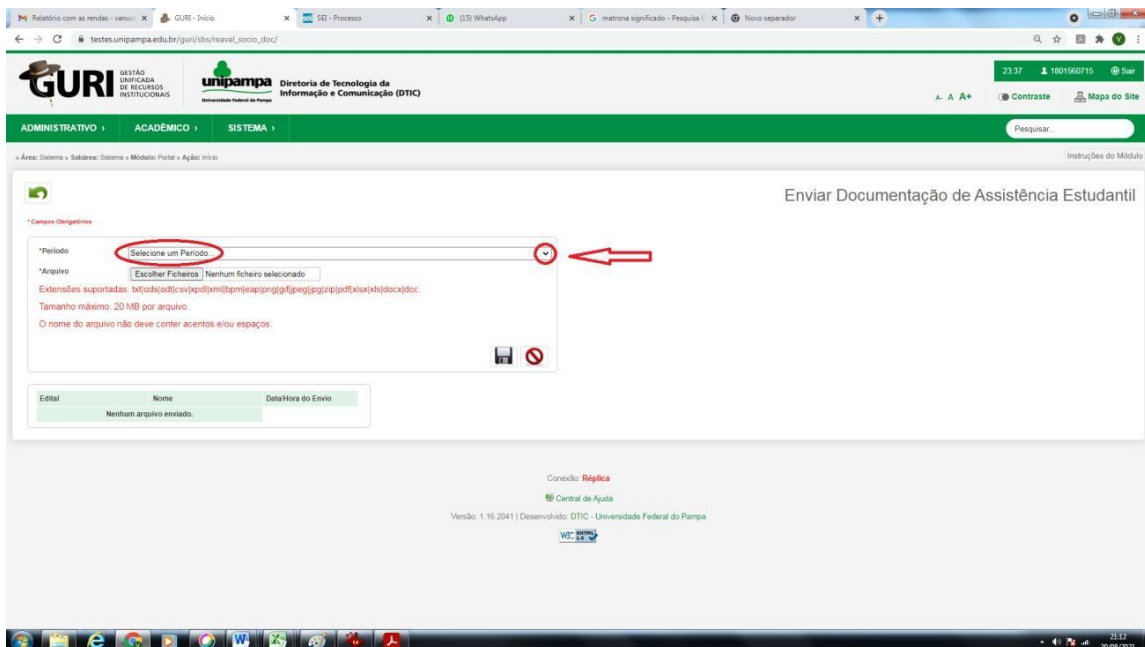 Relatório com as rendas - vanus
GURI - Início
SEI - Processo
(15) WhatsApp
matrona significado - Pesquisa
Novo separador
testes.unipampa.edu.br/guri/sbs/reaval_socio_doc/
GURI
GESTÃO
UNIFICADA
DE RECURSOS
INSTITUCIONAIS
unipampa
Universidade Federal do Pampa
Diretoria de Tecnologia da
Informação e Comunicação (DTIC)
23:37 1801560715 Sair
A- A A+ Contraste Mapa do Site
ADMINISTRATIVO › ACADÊMICO › SISTEMA ›
Pesquisar...
» Área: Sistema » Subárea: Sistema » Módulo: Portal » Ação: Início
Instruções do Módulo
Enviar Documentação de Assistência Estudantil
* Campos Obrigatórios
*Período Selecione um Período...
*Arquivo Escolher Ficheiros Nenhum ficheiro selecionado
Extensões suportadas: txt|ods|odt|csv|xpdl|xml|bpm|eap|png|gif|jpeg|jpg|zip|pdf|xlsx|xls|docx|doc.
Tamanho máximo: 20 MB por arquivo.
O nome do arquivo não deve conter acentos e/ou espaços.
Edital Nome Data/Hora do Envio
Nenhum arquivo enviado.
Conexão: Réplica
Central de Ajuda
Versão: 1.16.2041 | Desenvolvido: DTIC - Universidade Federal do Pampa
W3C XHTML 1.0
21:12